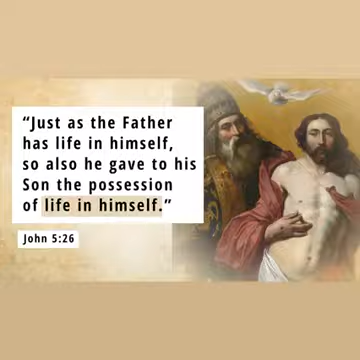 “Just as the Father
has life in himself,
so also he gave to his
Son the possession
of life in himself.”
John 5:26